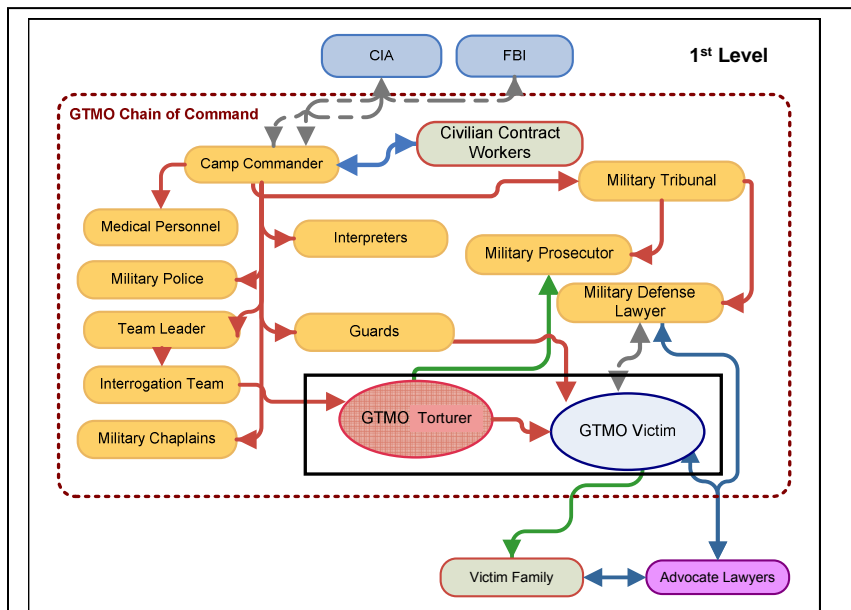 CIA
FBI
1st Level
GTMO Chain of Command
Civilian Contract
Workers
Camp Commander
Military Tribunal
Medical Personnel
Interpreters
Military Prosecutor
Military Police
Military Defense
Lawyer
Team Leader
Guards
Interrogation Team
GTMO Torturer
GTMO Victim
Military Chaplains
Victim Family
Advocate Lawyers